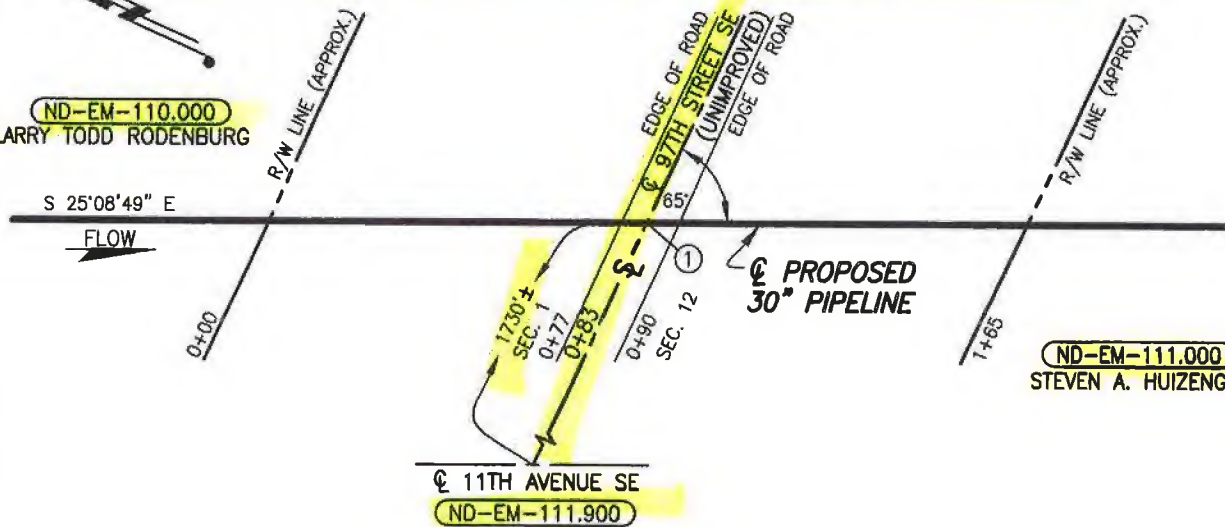 ND-EM-110.000
LARRY TODD RODENBURG
R/W LINE (APPROX.)
EDGE OF ROAD
℄ 97TH STREET SE
(UNIMPROVED)
EDGE OF ROAD
R/W LINE (APPROX.)
S 25°08'49" E
FLOW
65°
1
℄ PROPOSED
30" PIPELINE
0+00
1730'±
SEC. 1
0+77
0+83
0+90
SEC. 12
1+65
ND-EM-111.000
STEVEN A. HUIZENG
℄ 11TH AVENUE SE
ND-EM-111.900